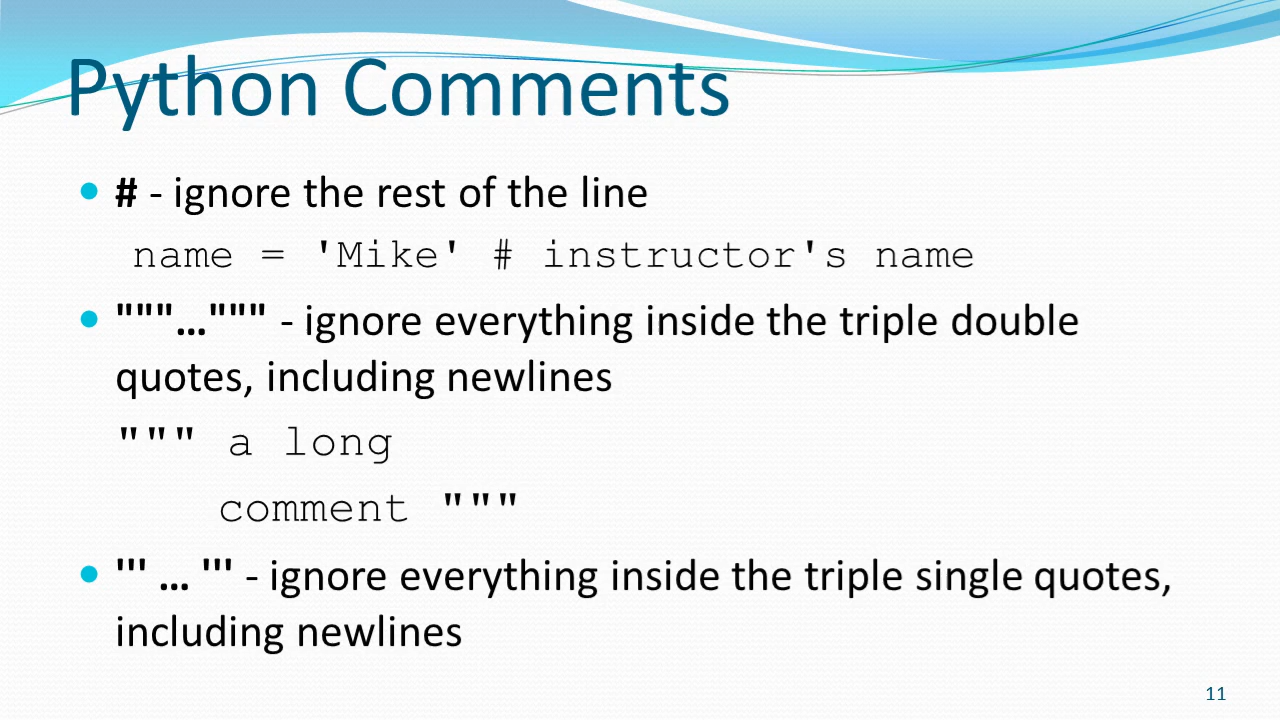 Python Comments
# - ignore the rest of the line
name = 'Mike' # instructor's name
"""…""" - ignore everything inside the triple double
quotes, including newlines
""" a long
comment """
''' … ''' - ignore everything inside the triple single quotes,
including newlines
11